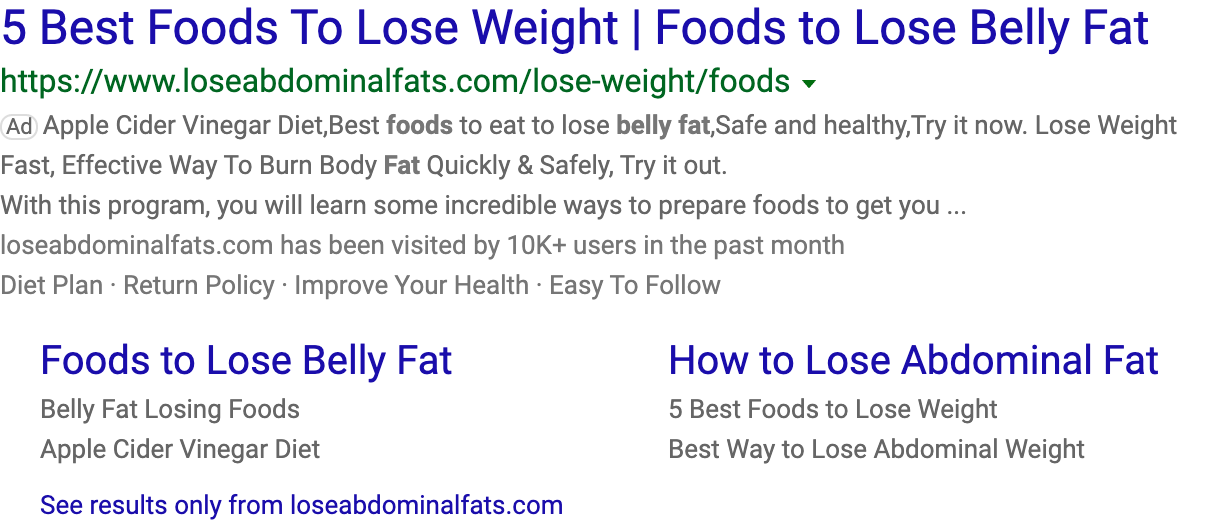 5 Best Foods To Lose Weight | Foods to Lose Belly Fat
https://www.loseabdominalfats.com/lose-weight/foods
Ad Apple Cider Vinegar Diet,Best foods to eat to lose belly fat,Safe and healthy,Try it now. Lose Weight
Fast, Effective Way To Burn Body Fat Quickly & Safely, Try it out.
With this program, you will learn some incredible ways to prepare foods to get you ...
loseabdominalfats.com has been visited by 10K+ users in the past month
Diet Plan · Return Policy · Improve Your Health · Easy To Follow
Foods to Lose Belly Fat
Belly Fat Losing Foods
Apple Cider Vinegar Diet
How to Lose Abdominal Fat
5 Best Foods to Lose Weight
Best Way to Lose Abdominal Weight
See results only from loseabdominalfats.com